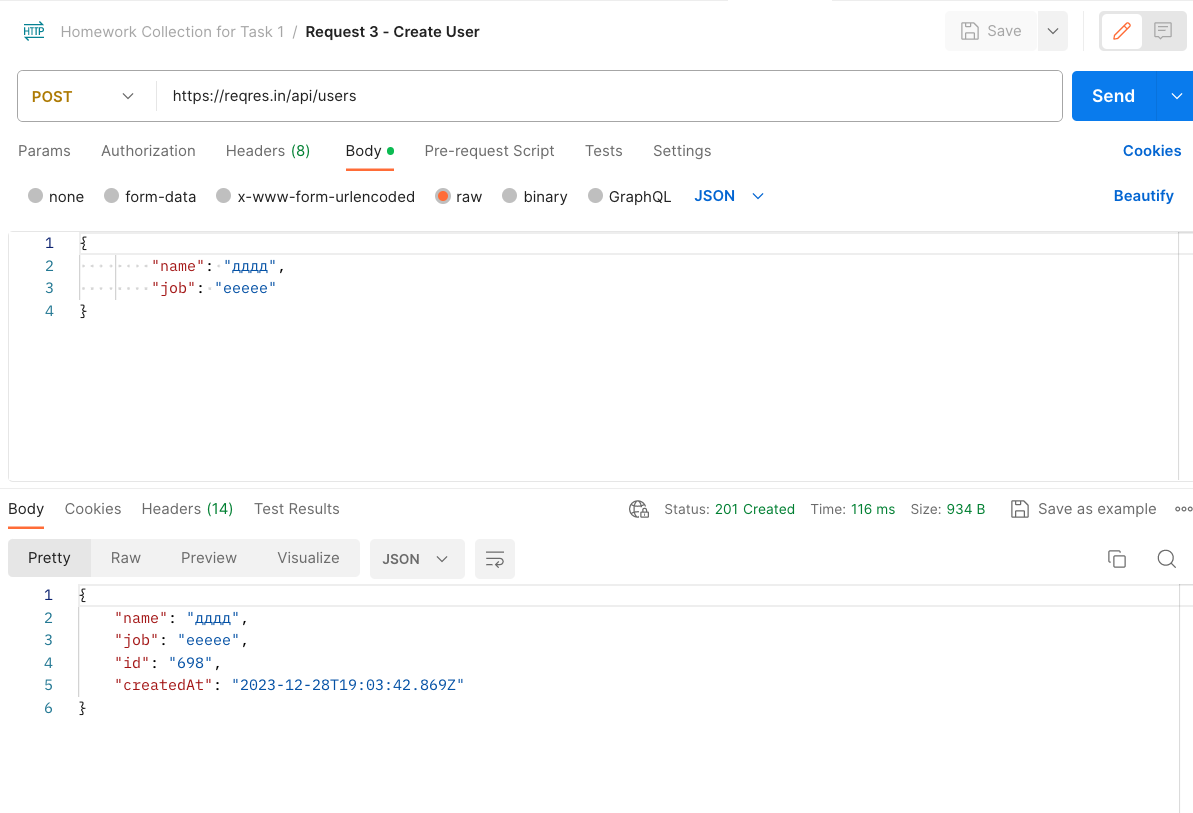 HTTP Homework Collection for Task 1 / Request 3 - Create User Save
POST https://reqres.in/api/users Send
Params Authorization Headers (8) Body Pre-request Script Tests Settings Cookies
none form-data x-www-form-urlencoded raw binary GraphQL JSON Beautify
1 {
2 "name": "дддд",
3 "job": "eeeee"
4 }
Body Cookies Headers (14) Test Results Status: 201 Created Time: 116 ms Size: 934 B Save as example
Pretty Raw Preview Visualize JSON
1 {
2 "name": "дддд",
3 "job": "eeeee",
4 "id": "698",
5 "createdAt": "2023-12-28T19:03:42.869Z"
6 }